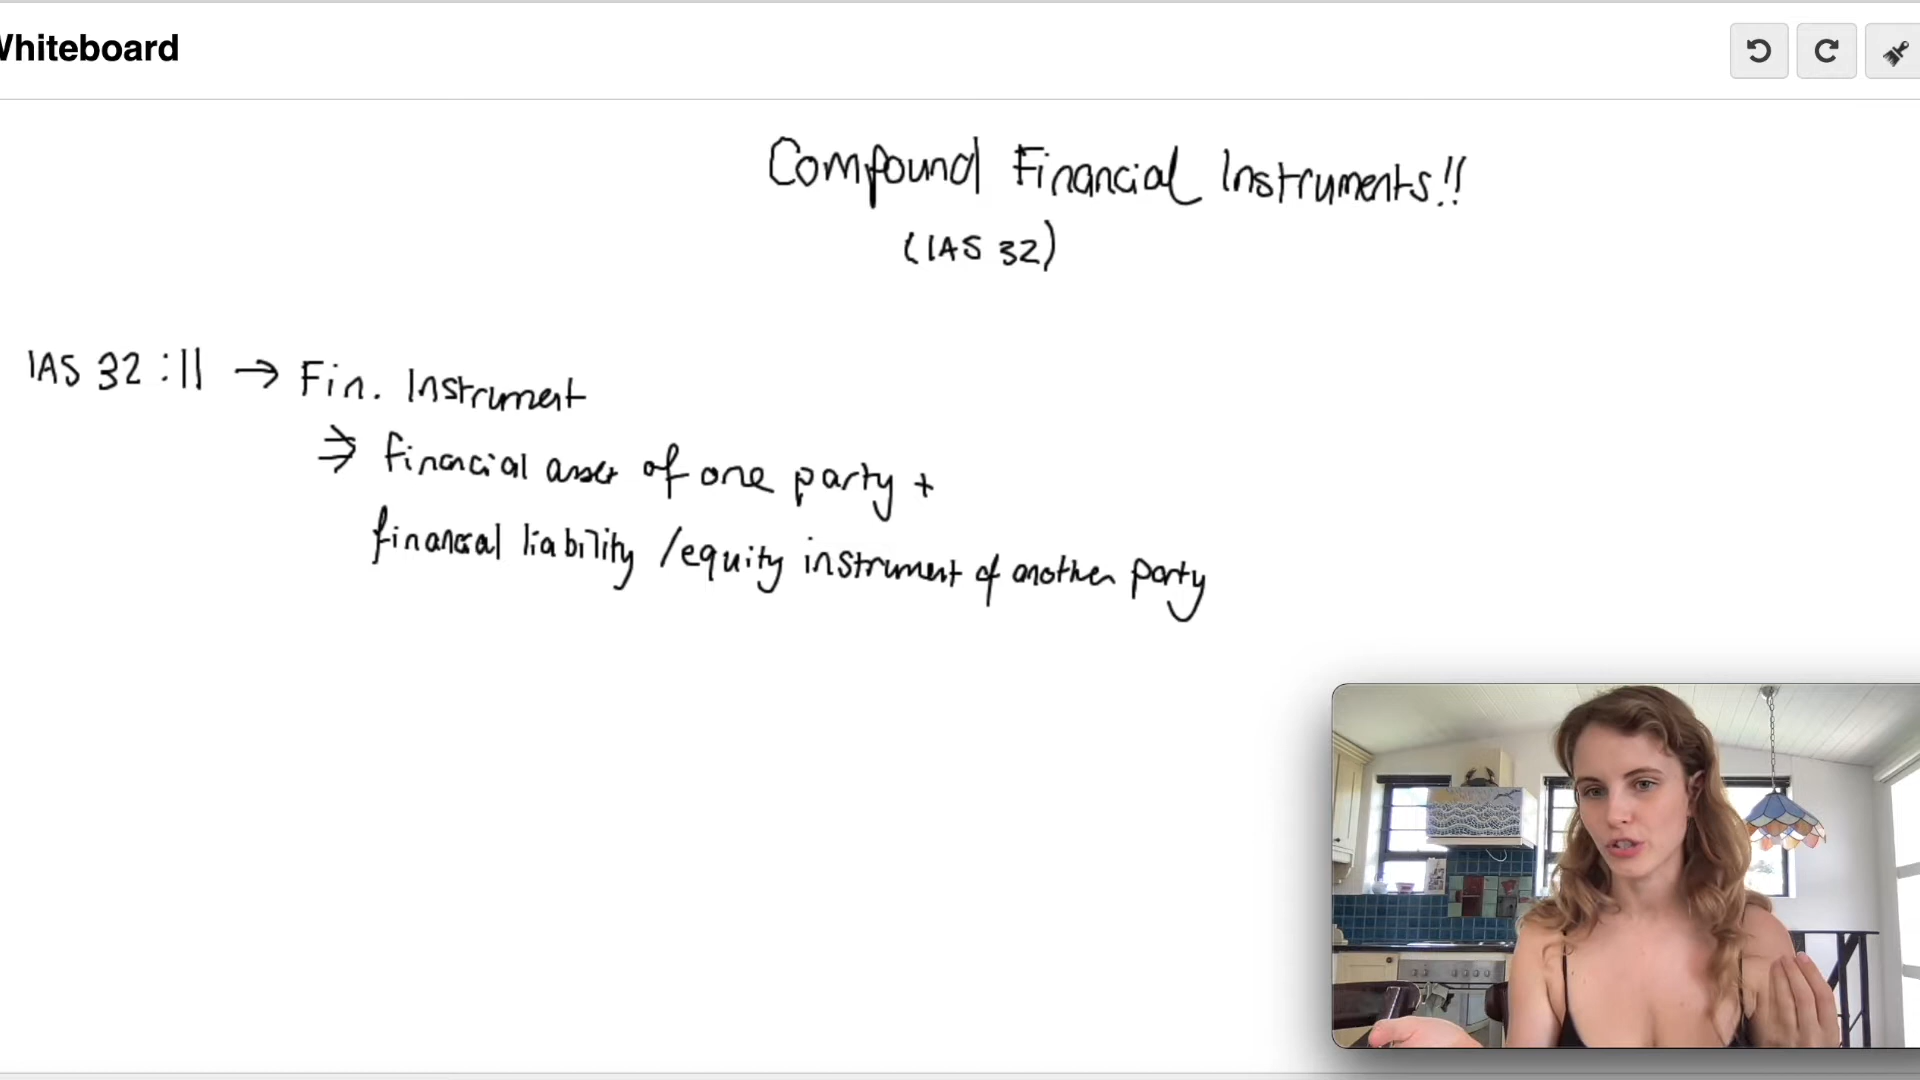 Whiteboard
Compound Financial Instruments!!
(IAS 32)
IAS 32 :11 → Fin. Instrument
⇒ financial asset of one party +
financial liability /equity instrument of another party